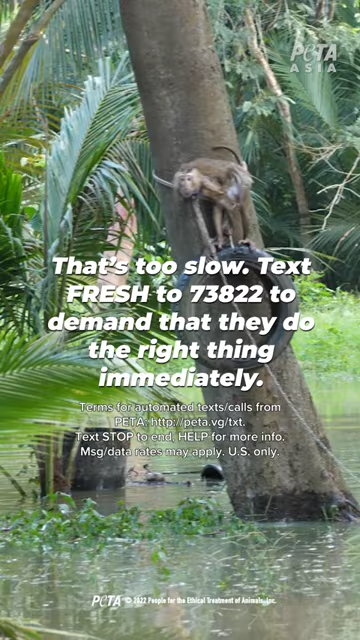 PeTA
ASIA
That's too slow. Text
FRESH to 73822 to
demand that they do
the right thing
immediately.
Terms for automated texts/calls from
PETA: http://peta.vg/txt.
Text STOP to end, HELP for more info.
Msg/data rates may apply. U.S. only.
PeTA © 2022 People for the Ethical Treatment of Animals, Inc.